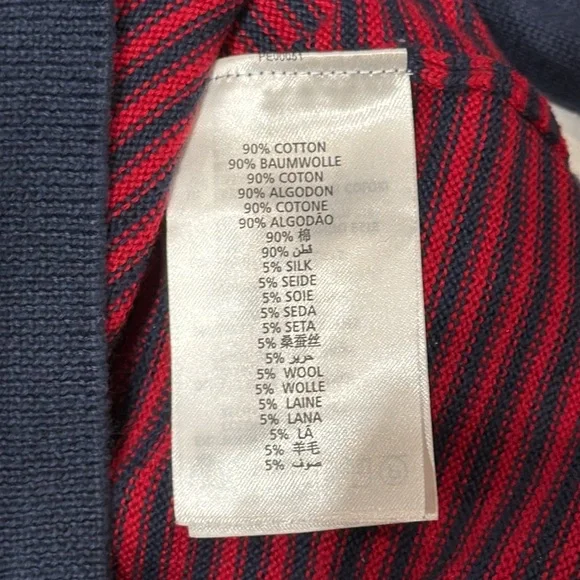 PE00051
90% COTTON
90% BAUMWOLLE
90% COTON
90% ALGODON
90% COTONE
90% ALGODÃO
90% 棉
90% قطن
5% SILK
5% SEIDE
5% SOIE
5% SEDA
5% SETA
5% 桑蚕丝
5% حرير
5% WOOL
5% WOLLE
5% LAINE
5% LANA
5% LÃ
5% 羊毛
5% صوف